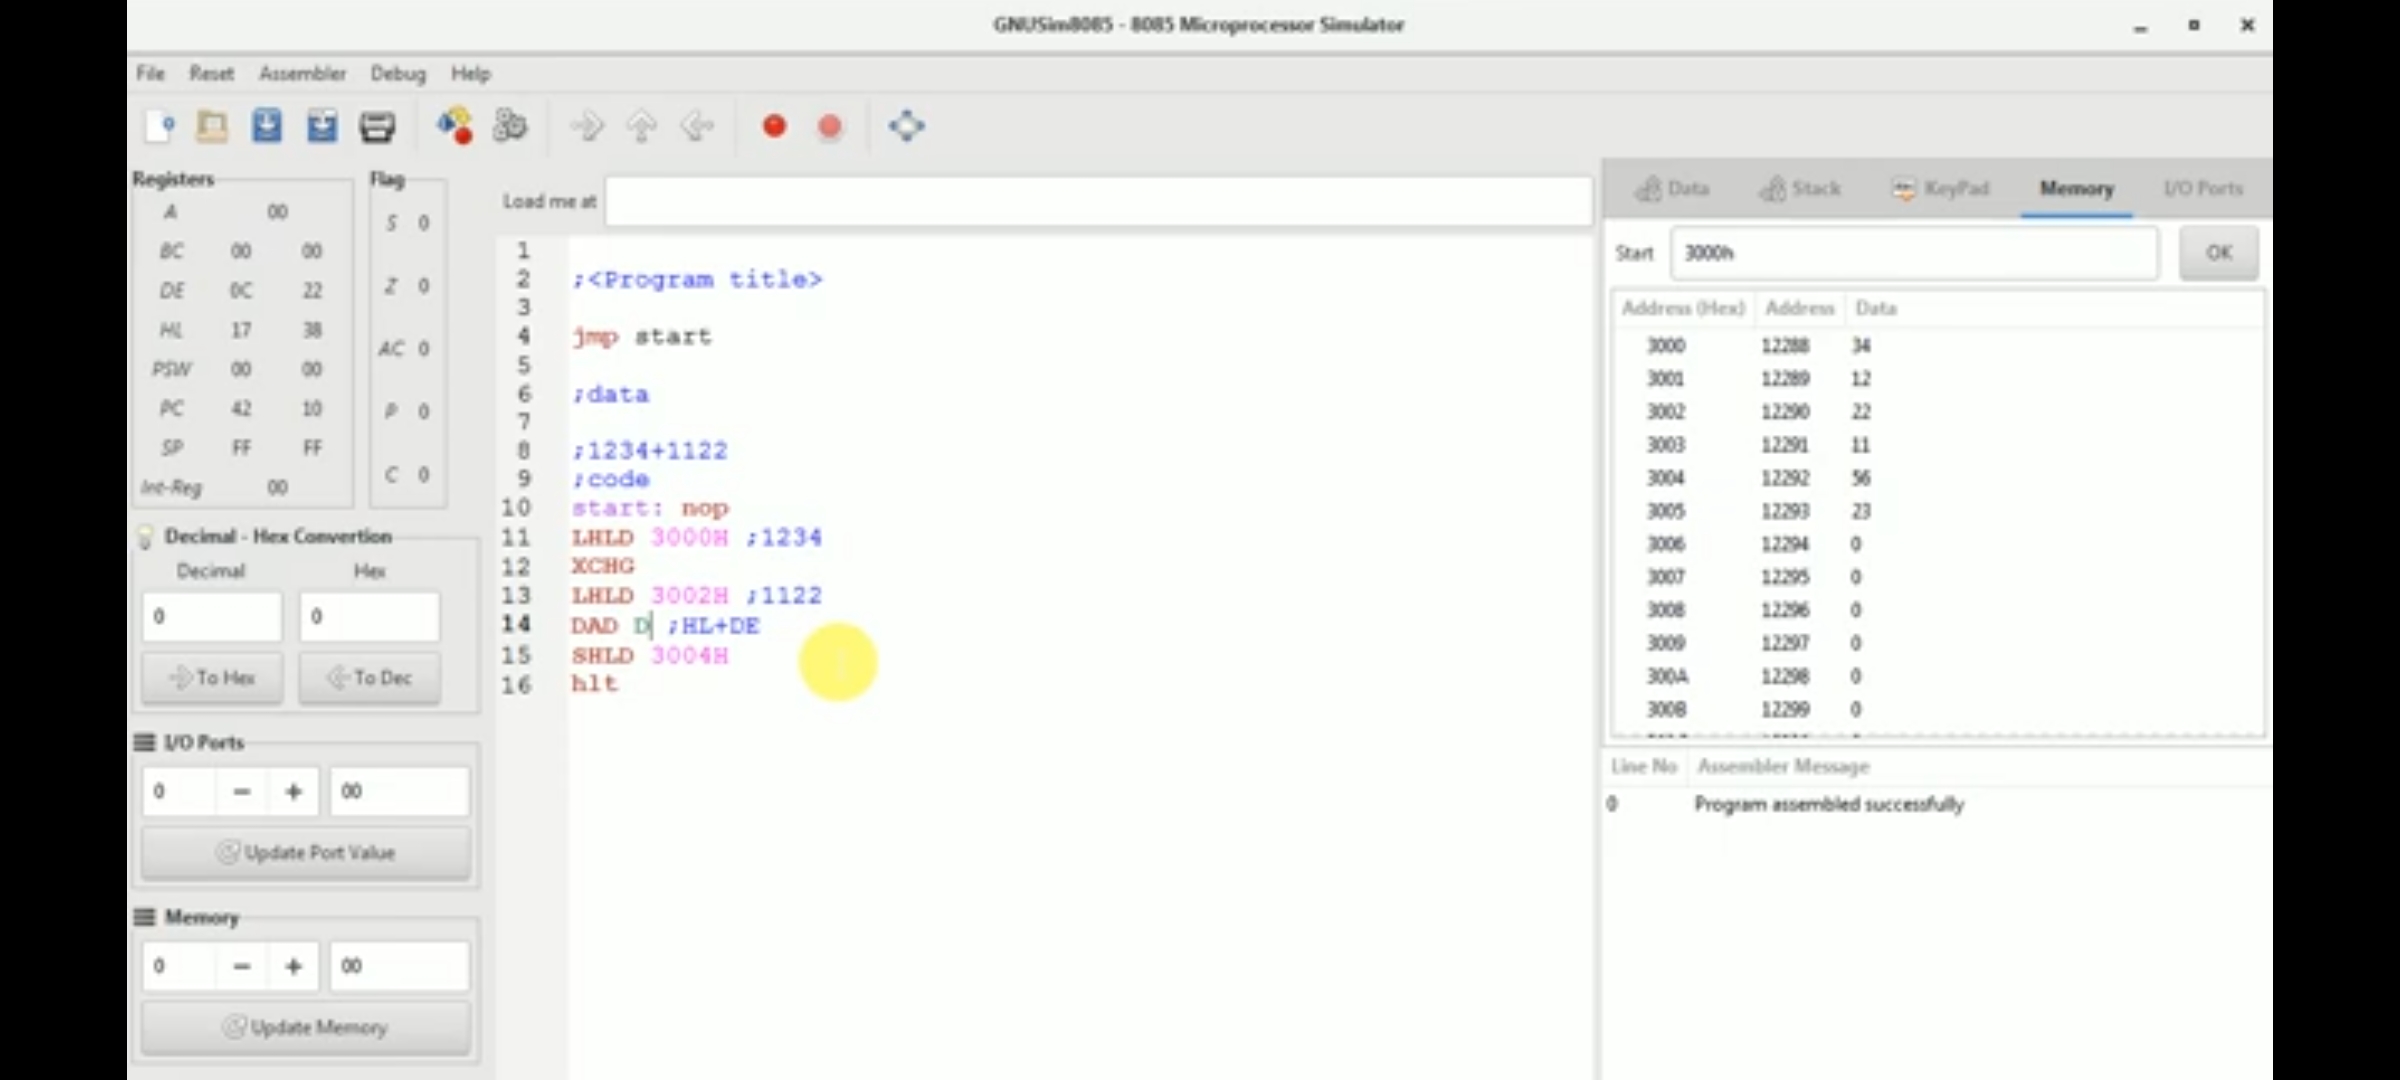 GNUSim8085 - 8085 Microprocessor Simulator
File Reset Assembler Debug Help
Registers
A 00
BC 00 00
DE 0C 22
HL 17 38
PSW 00 00
PC 42 10
SP FF FF
Int-Reg 00
Flag
S 0
Z 0
AC 0
P 0
C 0
Decimal - Hex Convertion
Decimal Hex
0 0
To Hex To Dec
I/O Ports
0 − + 00
Update Port Value
Memory
0 − + 00
Update Memory
Load me at
1
2 ;<Program title>
3
4 jmp start
5
6 ;data
7
8 ;1234+1122
9 ;code
10 start: nop
11 LHLD 3000H ;1234
12 XCHG
13 LHLD 3002H ;1122
14 DAD D ;HL+DE
15 SHLD 3004H
16 hlt
Data Stack KeyPad Memory I/O Ports
Start 3000h OK
Address (Hex) Address Data
3000 12288 34
3001 12289 12
3002 12290 22
3003 12291 11
3004 12292 56
3005 12293 23
3006 12294 0
3007 12295 0
3008 12296 0
3009 12297 0
300A 12298 0
300B 12299 0
Line No Assembler Message
0 Program assembled successfully